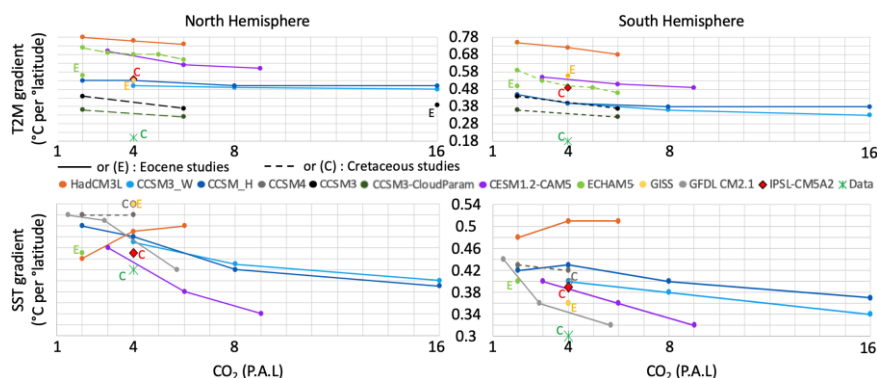 North Hemisphere
South Hemisphere
T2M gradient
(°C per °latitude)
E
E
C
C
E
0.78
0.68
0.58
0.48
0.38
0.28
0.18
E
E
C
C
1 4 8 16
1 4 8 16
or (E) : Eocene studies
or (C) : Cretaceous studies
HadCM3L CCSM3_W CCSM_H CCSM4 CCSM3 CCSM3-CloudParam CESM1.2-CAM5 ECHAM5 GISS GFDL CM2.1 IPSL-CM5A2 Data
SST gradient
(°C per °latitude)
C E
E
C
C
0.54
0.5
0.46
0.42
0.38
0.34
0.3
C
E
C
E
C
1 4 8 16
1 4 8 16
CO₂ (P.A.L)
CO₂ (P.A.L)